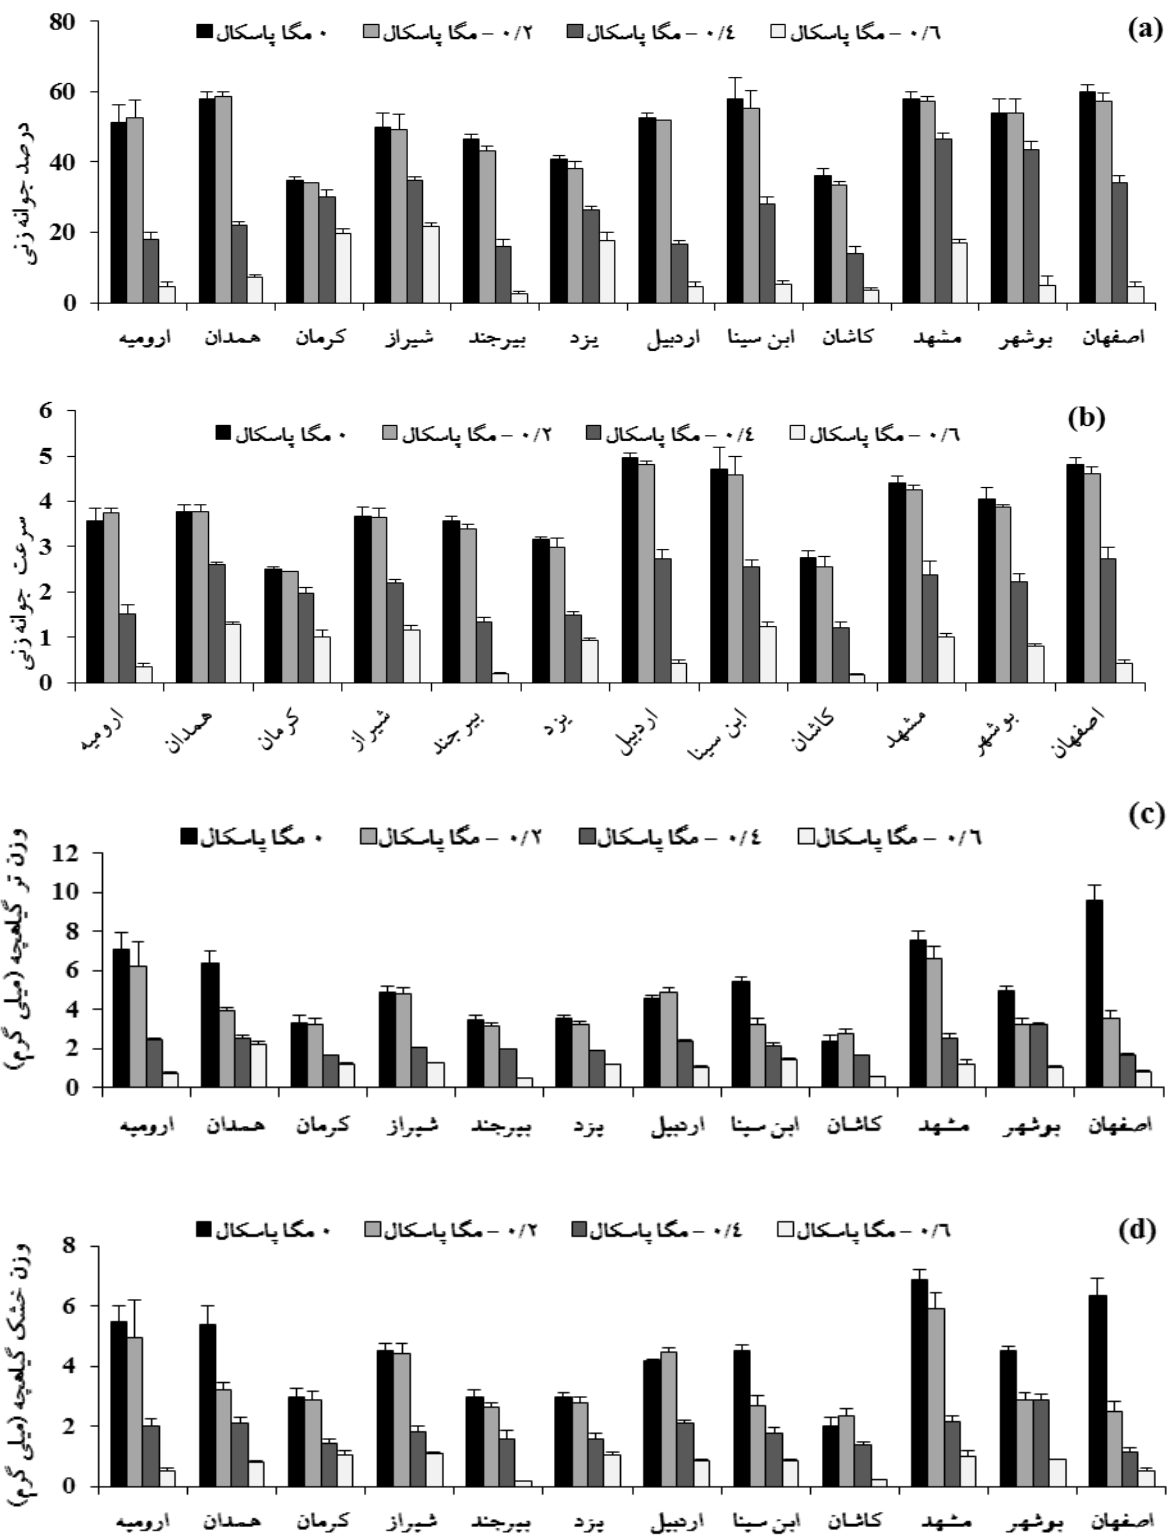 (a)
۰ مگا پاسکال ۰/۲ – مگا پاسکال ۰/٤ – مگا پاسکال ۰/٦ – مگا پاسکال
درصد جوانه زنی
80
60
40
20
0
ارومیه همدان کرمان شیراز بیرجند یزد اردبیل ابن سینا کاشان مشهد بوشهر اصفهان
(b)
۰ مگا پاسکال ۰/۲ – مگا پاسکال ۰/٤ – مگا پاسکال ۰/٦ – مگا پاسکال
سرعت جوانه زنی
6
5
4
3
2
1
0
ارومیه همدان کرمان شیراز بیرجند یزد اردبیل ابن سینا کاشان مشهد بوشهر اصفهان
(c)
۰ مگا پاسکال ۰/۲ – مگا پاسکال ۰/٤ – مگا پاسکال ۰/٦ – مگا پاسکال
وزن تر گیاهچه (میلی گرم)
12
10
8
6
4
2
0
ارومیه همدان کرمان شیراز بیرجند یزد اردبیل ابن سینا کاشان مشهد بوشهر اصفهان
(d)
۰ مگا پاسکال ۰/۲ – مگا پاسکال ۰/٤ – مگا پاسکال ۰/٦ – مگا پاسکال
وزن خشک گیاهچه (میلی گرم)
8
6
4
2
0
ارومیه همدان کرمان شیراز بیرجند یزد اردبیل ابن سینا کاشان مشهد بوشهر اصفهان